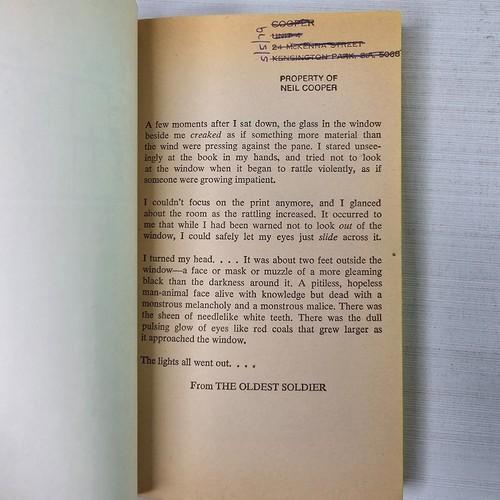 COOPER
UNIT 4
24 McKENNA STREET
KENSINGTON PARK, S.A. 5068
PROPERTY OF
NEIL COOPER
A few moments after I sat down, the glass in the window
beside me creaked as if something more material than
the wind were pressing against the pane. I stared unsee-
ingly at the book in my hands, and tried not to look
at the window when it began to rattle violently, as if
someone were growing impatient.
I couldn't focus on the print anymore, and I glanced
about the room as the rattling increased. It occurred to
me that while I had been warned not to look out of the
window, I could safely let my eyes just slide across it.
I turned my head. . . . It was about two feet outside the
window—a face or mask or muzzle of a more gleaming
black than the darkness around it. A pitiless, hopeless
man-animal face alive with knowledge but dead with a
monstrous melancholy and a monstrous malice. There was
the sheen of needlelike white teeth. There was the dull
pulsing glow of eyes like red coals that grew larger as
it approached the window.
The lights all went out. . . .
From THE OLDEST SOLDIER